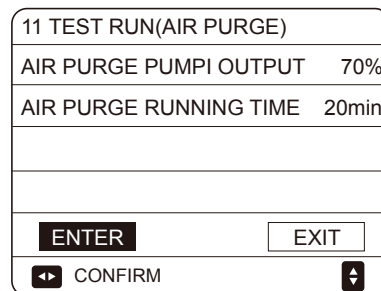 11 TEST RUN(AIR PURGE)
AIR PURGE PUMPI OUTPUT 70%
AIR PURGE RUNNING TIME 20min
ENTER EXIT
CONFIRM